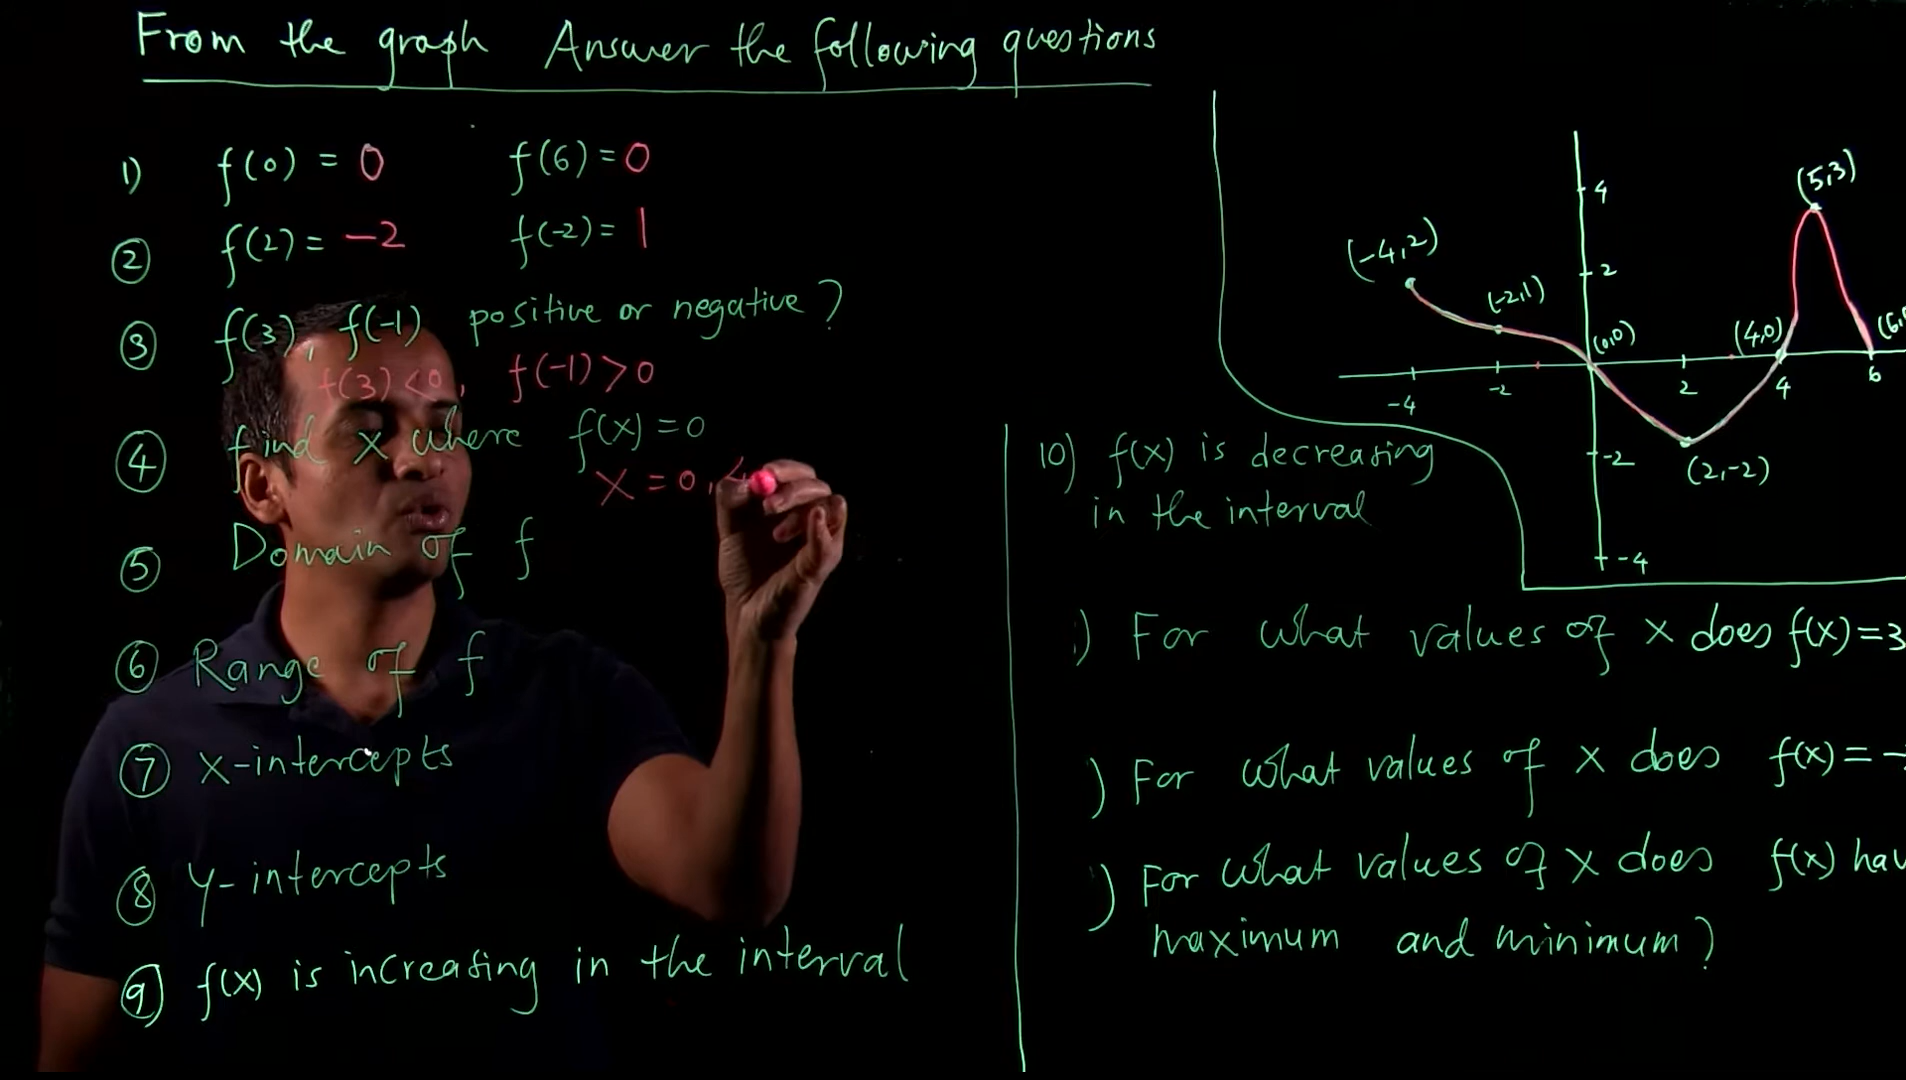 From the graph Answer the following questions
1) f(0) = 0 f(6) = 0
② f(2) = -2 f(-2) = 1
③ f(3), f(-1) positive or negative?
f(3) < 0, f(-1) > 0
④ find x where f(x) = 0
x = 0, 4
⑤ Domain of f
⑥ Range of f
⑦ x-intercepts
⑧ y-intercepts
⑨ f(x) is increasing in the interval
4
(5,3)
(-4,2)
2
(-2,1)
(0,0)
(4,0)
-4
-2
2
4
6
-2
(2,-2)
-4
10) f(x) is decreasing
in the interval
) For what values of x does f(x) = 3
) For what values of x does f(x) = -
) For what values of x does f(x)
maximum and minimum?